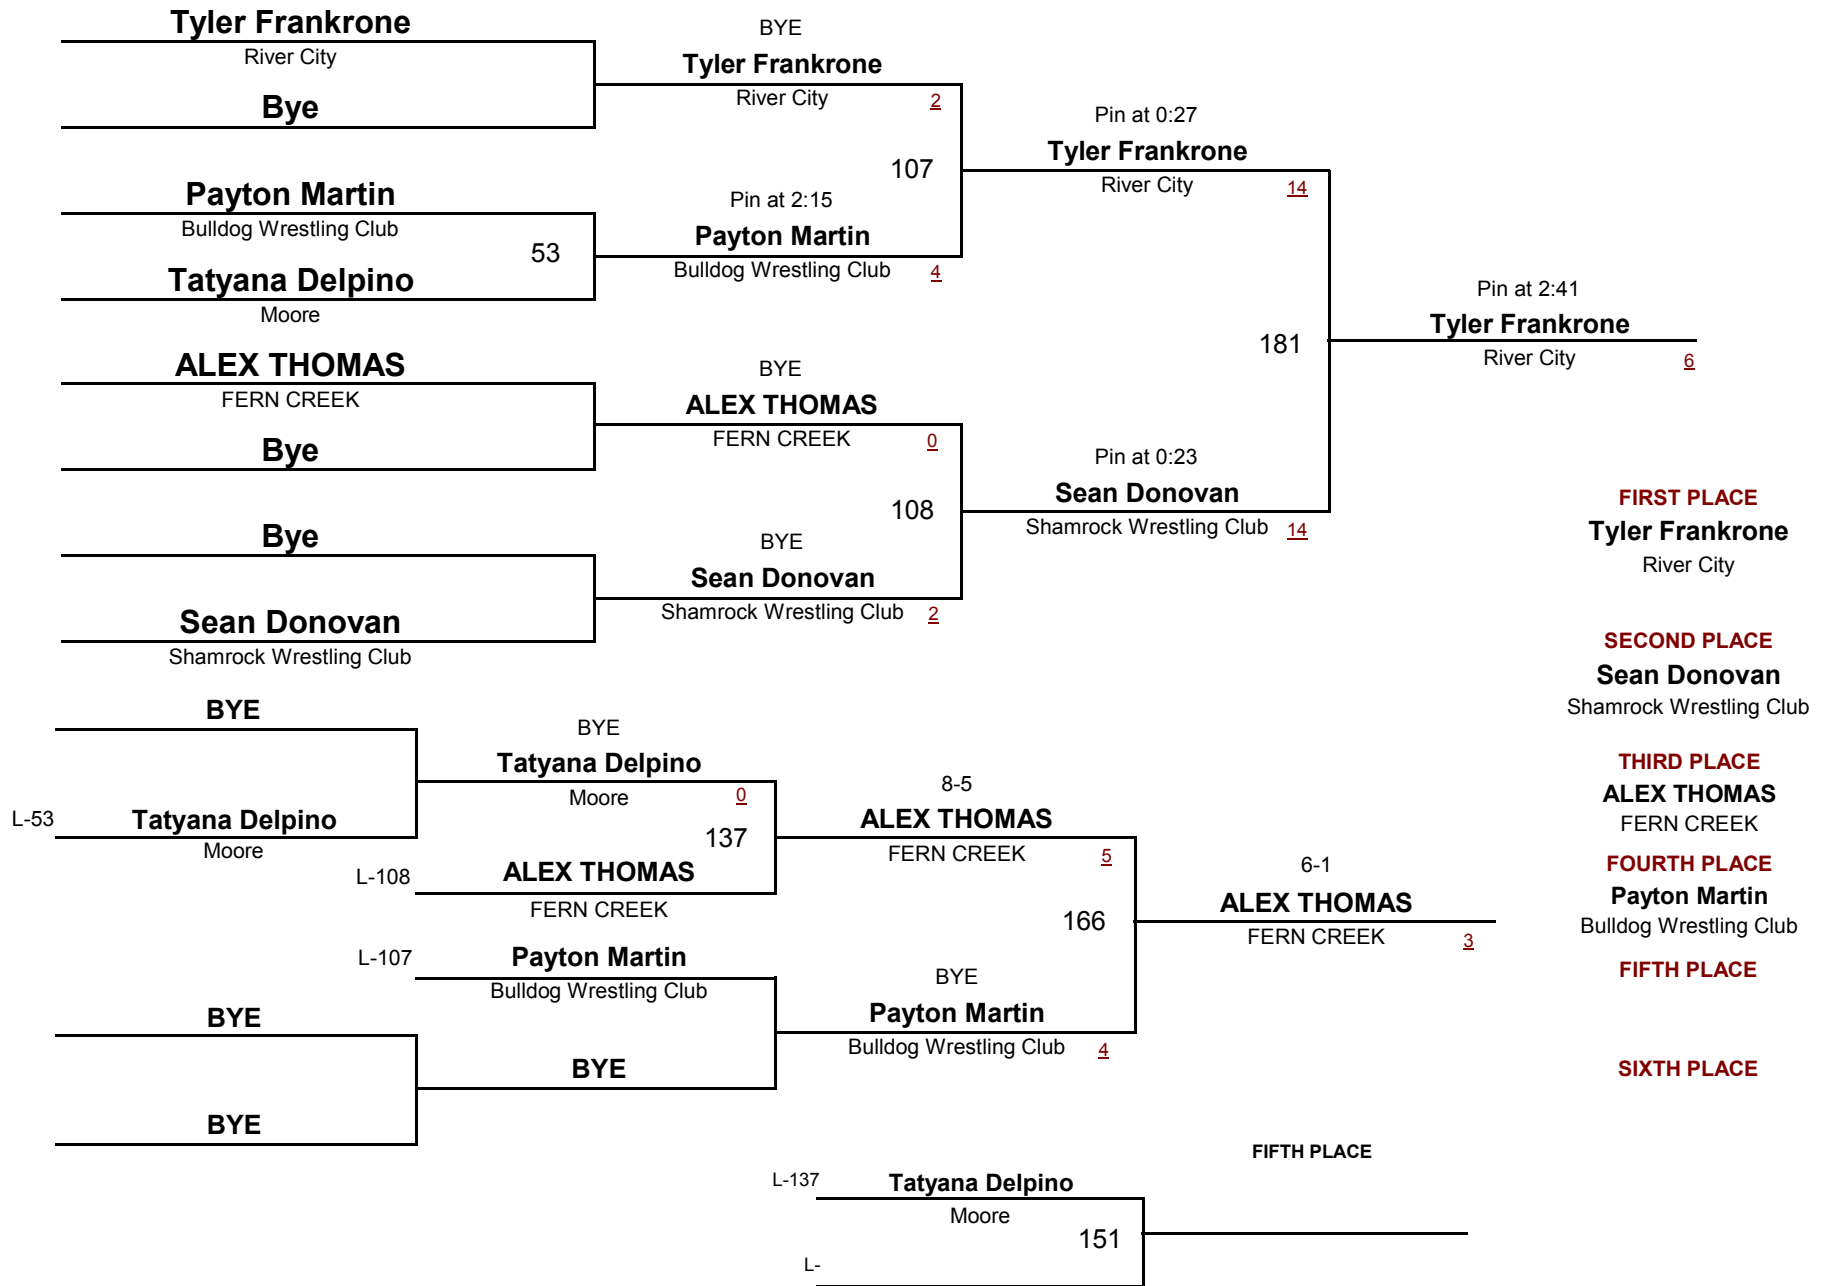 Tyler Frankrone
River City
Bye
Payton Martin
Bulldog Wrestling Club
53
Tatyana Delpino
Moore
ALEX THOMAS
FERN CREEK
Bye
Bye
Sean Donovan
Shamrock Wrestling Club
BYE
Tyler Frankrone
River City
2
107
Pin at 2:15
Payton Martin
Bulldog Wrestling Club
4
BYE
ALEX THOMAS
FERN CREEK
0
108
BYE
Sean Donovan
Shamrock Wrestling Club
2
Pin at 0:27
Tyler Frankrone
River City
14
181
Pin at 0:23
Sean Donovan
Shamrock Wrestling Club
14
Pin at 2:41
Tyler Frankrone
River City
6
FIRST PLACE
Tyler Frankrone
River City
SECOND PLACE
Sean Donovan
Shamrock Wrestling Club
THIRD PLACE
ALEX THOMAS
FERN CREEK
FOURTH PLACE
Payton Martin
Bulldog Wrestling Club
FIFTH PLACE
SIXTH PLACE
BYE
L-53
Tatyana Delpino
Moore
BYE
Tatyana Delpino
Moore
0
137
L-108
ALEX THOMAS
FERN CREEK
L-107
Payton Martin
Bulldog Wrestling Club
BYE
BYE
BYE
8-5
ALEX THOMAS
FERN CREEK
5
166
BYE
Payton Martin
Bulldog Wrestling Club
4
6-1
ALEX THOMAS
FERN CREEK
3
FIFTH PLACE
L-137
Tatyana Delpino
Moore
151
L-